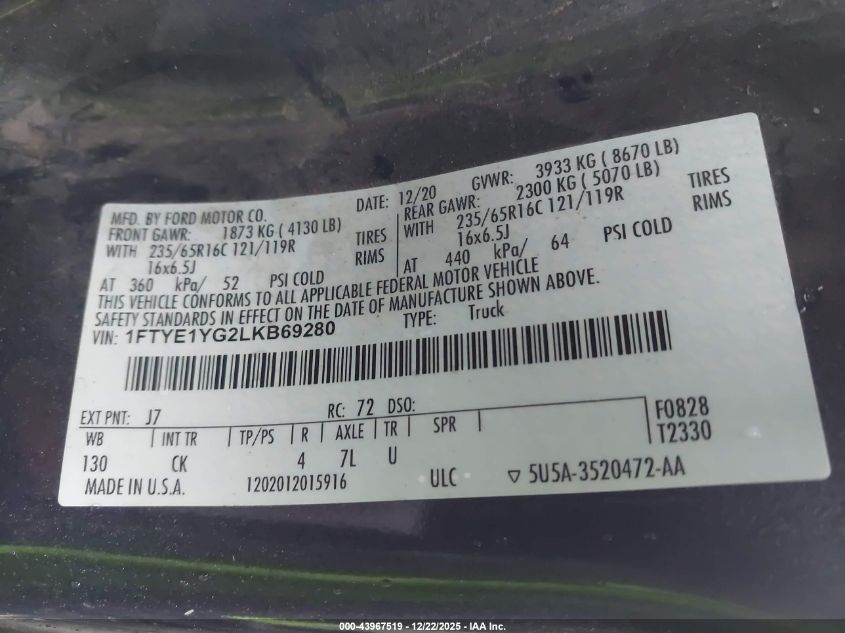 MFD. BY FORD MOTOR CO. DATE: 12/20 GVWR: 3933 KG ( 8670 LB)
FRONT GAWR: 1873 KG ( 4130 LB) REAR GAWR: 2300 KG ( 5070 LB)
WITH 235/65R16C 121/119R TIRES WITH 235/65R16C 121/119R TIRES
16x6.5J RIMS 16x6.5J RIMS
AT 360 kPa/ 52 PSI COLD AT 440 kPa/ 64 PSI COLD
THIS VEHICLE CONFORMS TO ALL APPLICABLE FEDERAL MOTOR VEHICLE
SAFETY STANDARDS IN EFFECT ON THE DATE OF MANUFACTURE SHOWN ABOVE.
VIN: 1FTYE1YG2LKB69280 TYPE: Truck
EXT PNT: J7 RC: 72 DSO: F0828
WB INT TR TP/PS R AXLE TR SPR T2330
130 CK 4 7L U
MADE IN U.S.A. 1202012015916 ULC ▽ 5U5A-3520472-AA
000-43967519 - 12/22/2025 - IAA Inc.